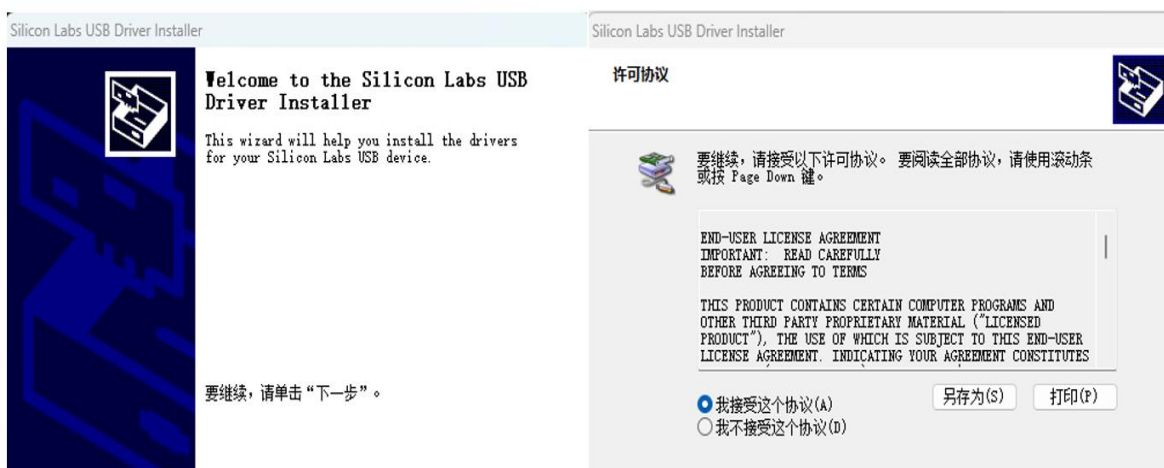 Silicon Labs USB Driver Installer
Welcome to the Silicon Labs USB
Driver Installer
This wizard will help you install the drivers
for your Silicon Labs USB device.
要继续，请单击“下一步”。
Silicon Labs USB Driver Installer
许可协议
要继续，请接受以下许可协议。 要阅读全部协议，请使用滚动条
或按 Page Down 键。
END-USER LICENSE AGREEMENT
IMPORTANT: READ CAREFULLY
BEFORE AGREEING TO TERMS
THIS PRODUCT CONTAINS CERTAIN COMPUTER PROGRAMS AND
OTHER THIRD PARTY PROPRIETARY MATERIAL ("LICENSED
PRODUCT"), THE USE OF WHICH IS SUBJECT TO THIS END-USER
LICENSE AGREEMENT. INDICATING YOUR AGREEMENT CONSTITUTES
我接受这个协议(A)
另存为(S)
打印(P)
我不接受这个协议(D)